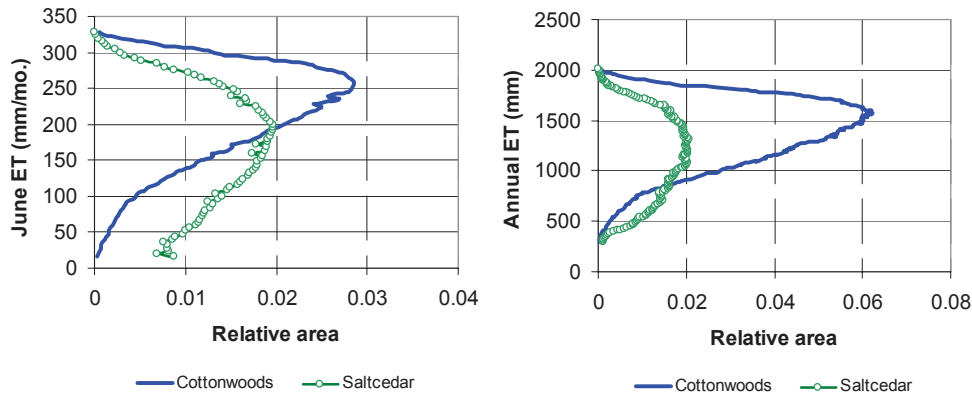 350
300
250
200
150
100
50
0
June ET (mm/mo.)
0 0.01 0.02 0.03 0.04
Relative area
Cottonwoods Saltcedar
2500
2000
1500
1000
500
0
Annual ET (mm)
0 0.02 0.04 0.06 0.08
Relative area
Cottonwoods Saltcedar